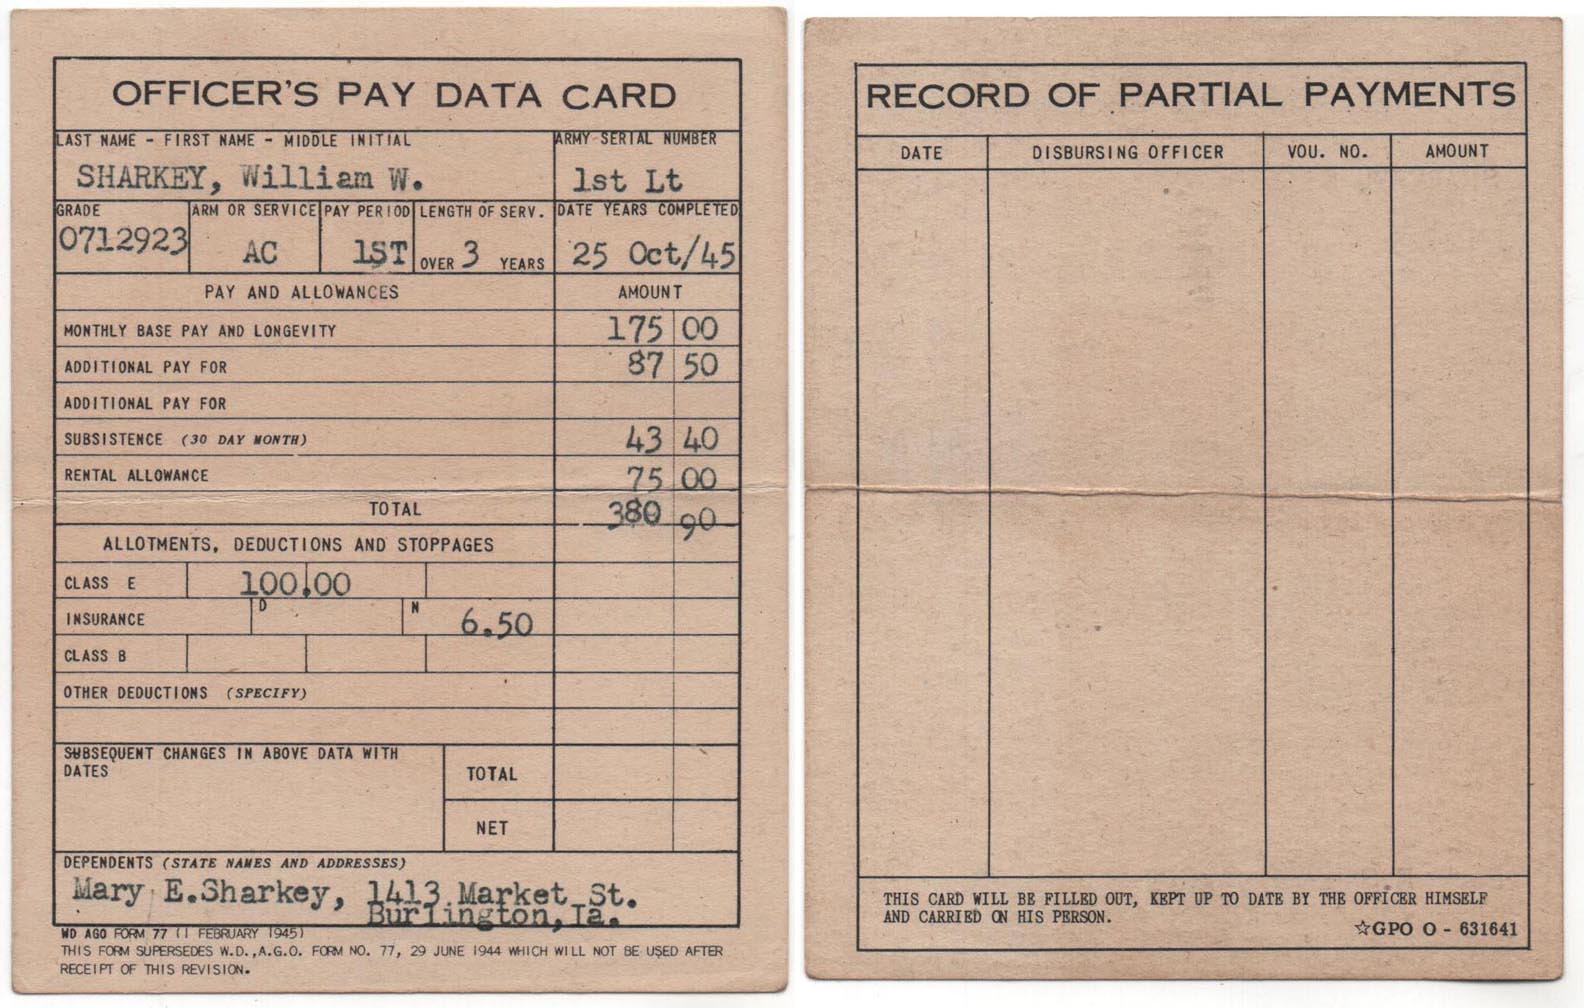 OFFICER'S PAY DATA CARD
LAST NAME - FIRST NAME - MIDDLE INITIAL ARMY SERIAL NUMBER
SHARKEY, William W. 1st Lt
GRADE ARM OR SERVICE PAY PERIOD LENGTH OF SERV. DATE YEARS COMPLETED
0712923 AC 1ST OVER 3 YEARS 25 Oct/45
PAY AND ALLOWANCES AMOUNT
MONTHLY BASE PAY AND LONGEVITY 175 00
ADDITIONAL PAY FOR 87 50
ADDITIONAL PAY FOR
SUBSISTENCE (30 DAY MONTH) 43 40
RENTAL ALLOWANCE 75 00
TOTAL 380 90
ALLOTMENTS, DEDUCTIONS AND STOPPAGES
CLASS E 100.00
INSURANCE D N 6.50
CLASS B
OTHER DEDUCTIONS (SPECIFY)
SUBSEQUENT CHANGES IN ABOVE DATA WITH
DATES
TOTAL
NET
DEPENDENTS (STATE NAMES AND ADDRESSES)
Mary E.Sharkey, 1413 Market St.
Burlington,Ia.
WD AGO FORM 77 (1 FEBRUARY 1945)
THIS FORM SUPERSEDES W.D.,A.G.O. FORM NO. 77, 29 JUNE 1944 WHICH WILL NOT BE USED AFTER
RECEIPT OF THIS REVISION.
RECORD OF PARTIAL PAYMENTS
DATE DISBURSING OFFICER VOU. NO. AMOUNT
THIS CARD WILL BE FILLED OUT, KEPT UP TO DATE BY THE OFFICER HIMSELF
AND CARRIED ON HIS PERSON.
☆GPO O - 631641